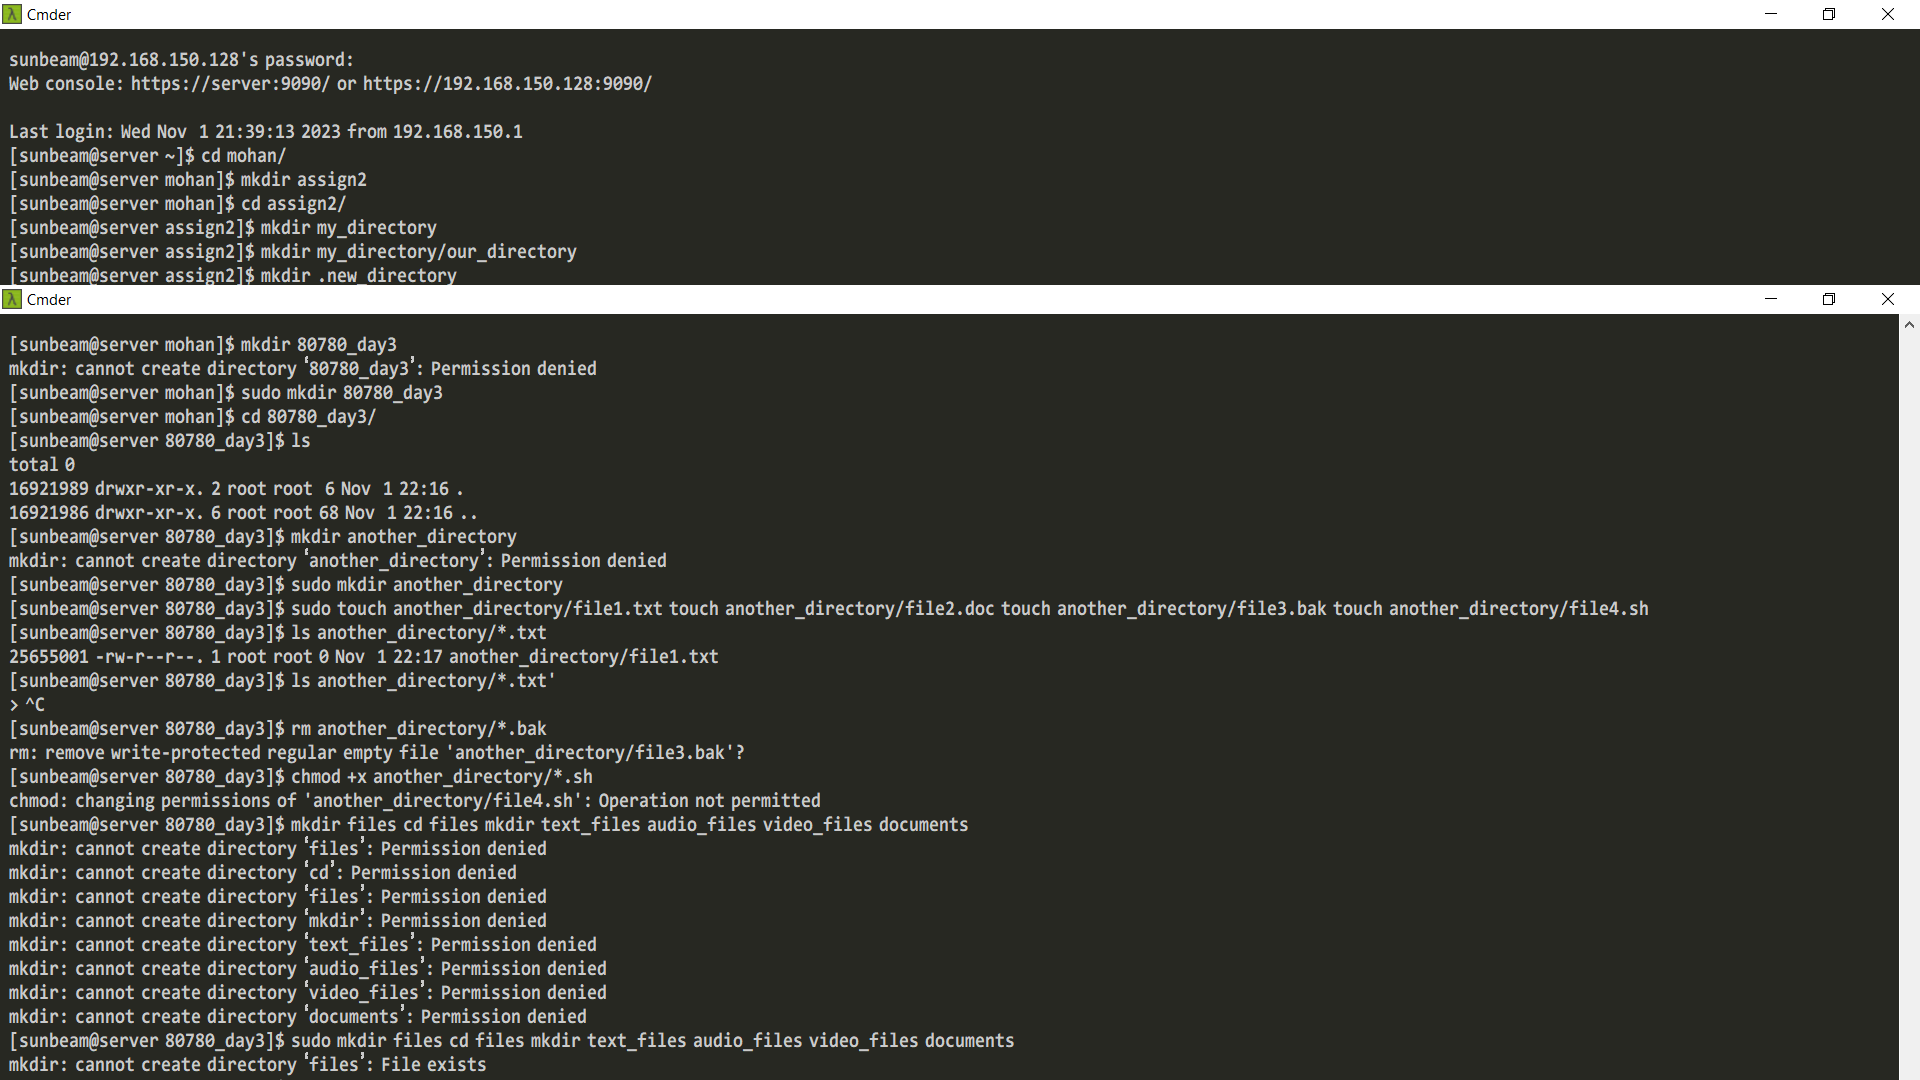 Cmder
sunbeam@192.168.150.128's password:
Web console: https://server:9090/ or https://192.168.150.128:9090/
Last login: Wed Nov  1 21:39:13 2023 from 192.168.150.1
[sunbeam@server ~]$ cd mohan/
[sunbeam@server mohan]$ mkdir assign2
[sunbeam@server mohan]$ cd assign2/
[sunbeam@server assign2]$ mkdir my_directory
[sunbeam@server assign2]$ mkdir my_directory/our_directory
[sunbeam@server assign2]$ mkdir .new_directory
Cmder
[sunbeam@server mohan]$ mkdir 80780_day3
mkdir: cannot create directory ‘80780_day3’: Permission denied
[sunbeam@server mohan]$ sudo mkdir 80780_day3
[sunbeam@server mohan]$ cd 80780_day3/
[sunbeam@server 80780_day3]$ ls
total 0
16921989 drwxr-xr-x. 2 root root  6 Nov  1 22:16 .
16921986 drwxr-xr-x. 6 root root 68 Nov  1 22:16 ..
[sunbeam@server 80780_day3]$ mkdir another_directory
mkdir: cannot create directory ‘another_directory’: Permission denied
[sunbeam@server 80780_day3]$ sudo mkdir another_directory
[sunbeam@server 80780_day3]$ sudo touch another_directory/file1.txt touch another_directory/file2.doc touch another_directory/file3.bak touch another_directory/file4.sh
[sunbeam@server 80780_day3]$ ls another_directory/*.txt
25655001 -rw-r--r--. 1 root root 0 Nov  1 22:17 another_directory/file1.txt
[sunbeam@server 80780_day3]$ ls another_directory/*.txt'
> ^C
[sunbeam@server 80780_day3]$ rm another_directory/*.bak
rm: remove write-protected regular empty file 'another_directory/file3.bak'?
[sunbeam@server 80780_day3]$ chmod +x another_directory/*.sh
chmod: changing permissions of 'another_directory/file4.sh': Operation not permitted
[sunbeam@server 80780_day3]$ mkdir files cd files mkdir text_files audio_files video_files documents
mkdir: cannot create directory ‘files’: Permission denied
mkdir: cannot create directory ‘cd’: Permission denied
mkdir: cannot create directory ‘files’: Permission denied
mkdir: cannot create directory ‘mkdir’: Permission denied
mkdir: cannot create directory ‘text_files’: Permission denied
mkdir: cannot create directory ‘audio_files’: Permission denied
mkdir: cannot create directory ‘video_files’: Permission denied
mkdir: cannot create directory ‘documents’: Permission denied
[sunbeam@server 80780_day3]$ sudo mkdir files cd files mkdir text_files audio_files video_files documents
mkdir: cannot create directory ‘files’: File exists